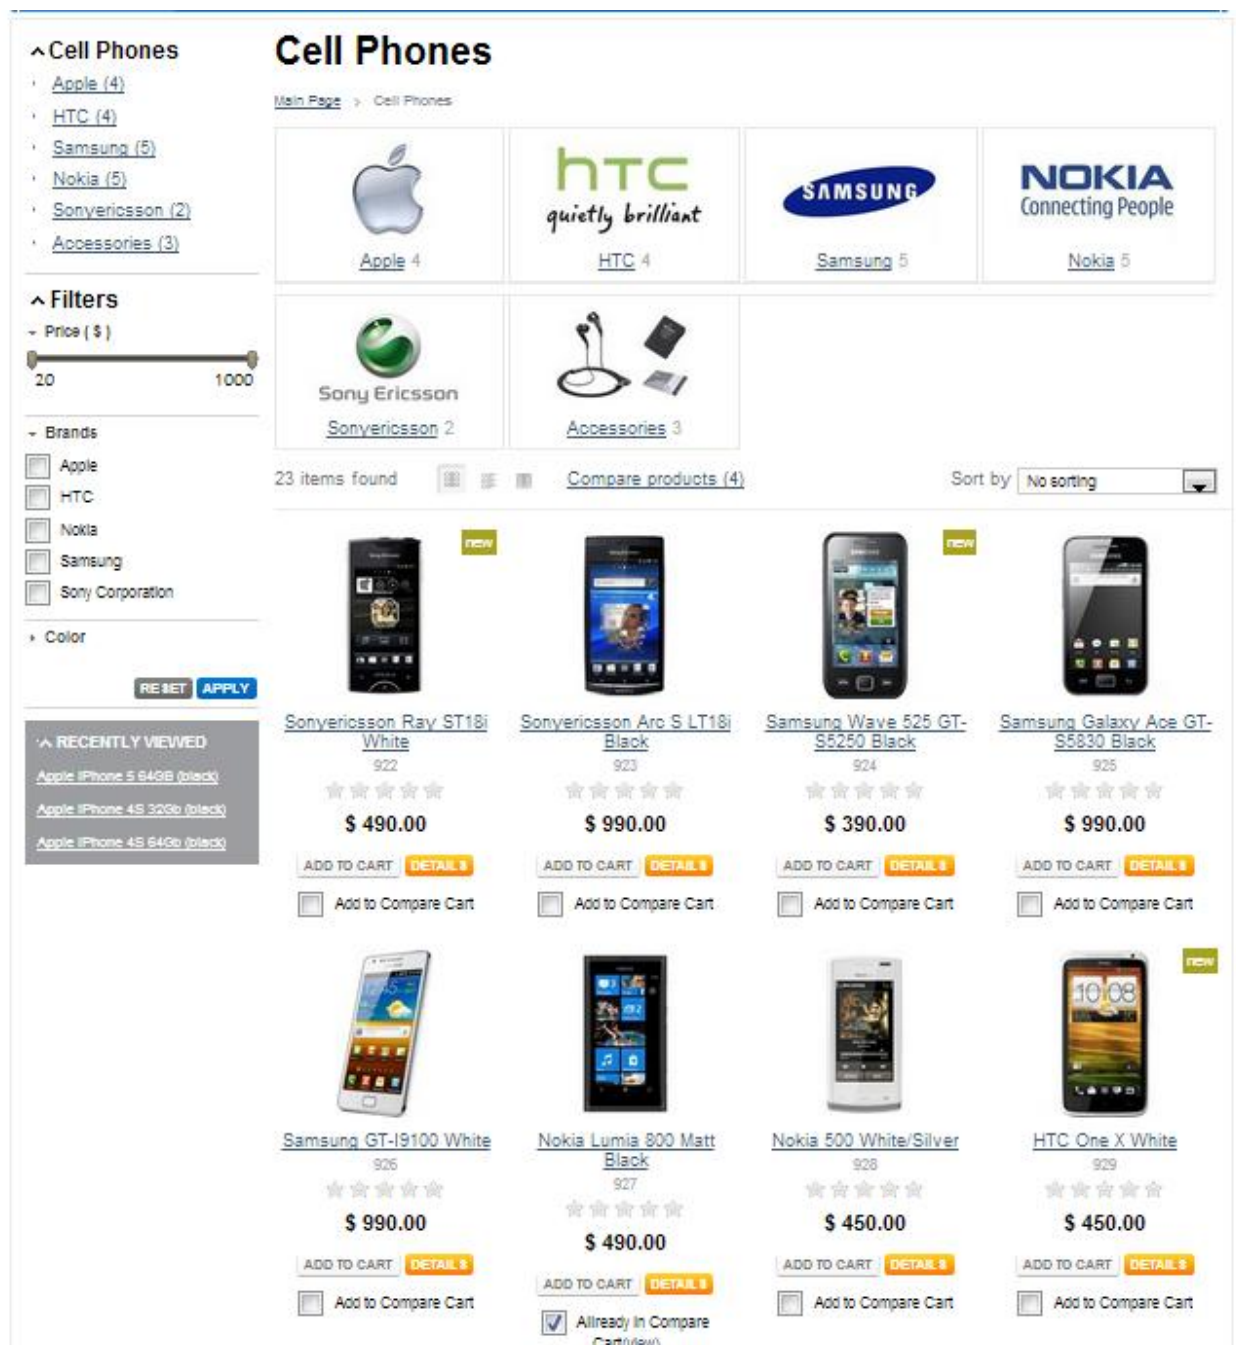 Cell Phones
Apple (4)
HTC (4)
Samsung (5)
Nokia (5)
Sonyericsson (2)
Accessories (3)
Filters
Price ( $ )
20 1000
Brands
Apple
HTC
Nokia
Samsung
Sony Corporation
Color
RESET APPLY
RECENTLY VIEWED
Apple iPhone 5 64GB (black)
Apple iPhone 4S 32Gb (black)
Apple iPhone 4S 64Gb (black)
Cell Phones
Main Page > Cell Phones
hTC
quietly brilliant
SAMSUNG
NOKIA
Connecting People
Apple 4 HTC 4 Samsung 5 Nokia 5
Sony Ericsson
Sonyericsson 2 Accessories 3
23 items found Compare products (4) Sort by No sorting
new new
Sonyericsson Ray ST18i Sonyericsson Arc S LT18i Samsung Wave 525 GT- Samsung Galaxy Ace GT-
White Black S5250 Black S5830 Black
922 923 924 925
$ 490.00 $ 990.00 $ 390.00 $ 990.00
ADD TO CART DETAILS ADD TO CART DETAILS ADD TO CART DETAILS ADD TO CART DETAILS
Add to Compare Cart Add to Compare Cart Add to Compare Cart Add to Compare Cart
new
10 08
Samsung GT-I9100 White Nokia Lumia 800 Matt Nokia 500 White/Silver HTC One X White
Black
926 927 928 929
$ 990.00 $ 490.00 $ 450.00 $ 450.00
ADD TO CART DETAILS ADD TO CART DETAILS ADD TO CART DETAILS ADD TO CART DETAILS
Add to Compare Cart Allready in Compare Add to Compare Cart Add to Compare Cart
Cart(view)